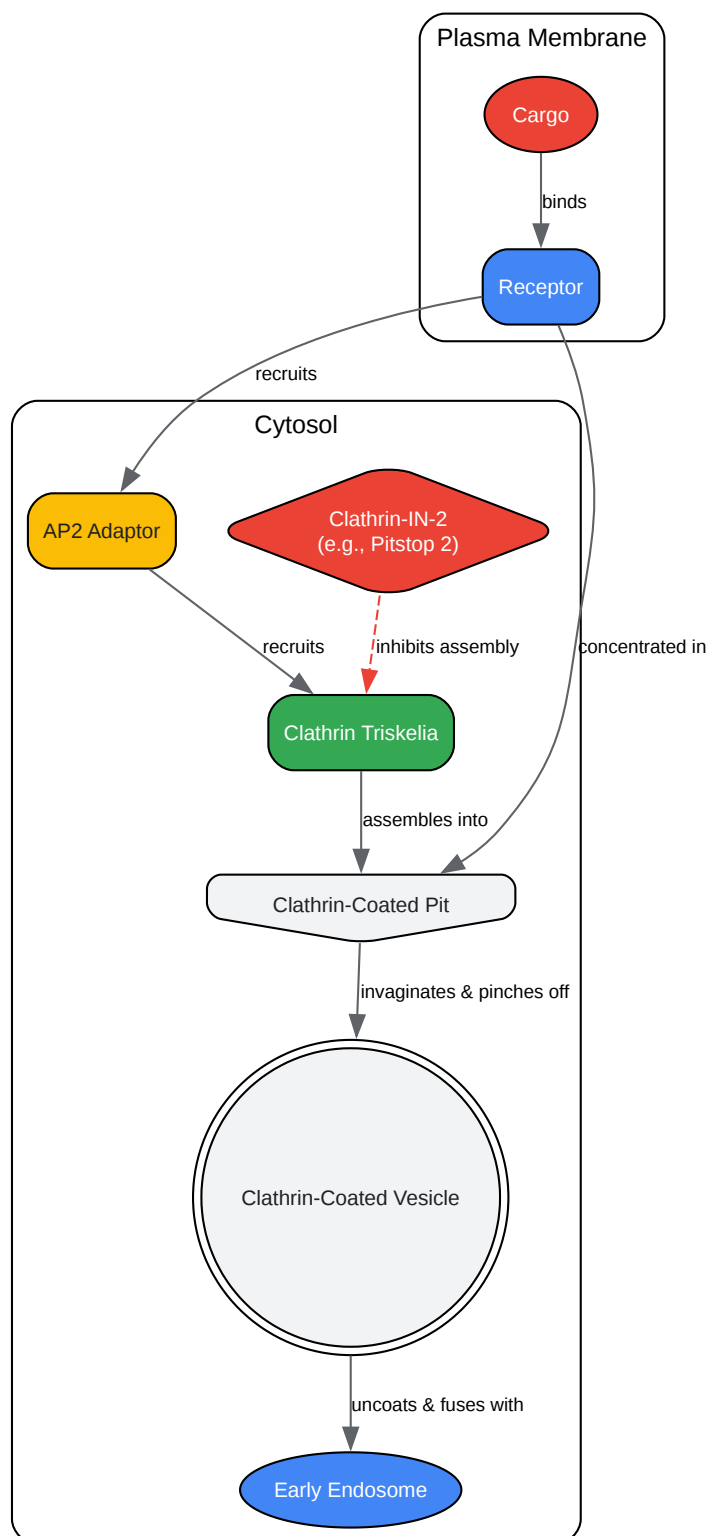 Plasma Membrane
Cargo
binds
Receptor
recruits
Cytosol
Clathrin-IN-2
(e.g., Pitstop 2)
AP2 Adaptor
recruits
inhibits assembly
concentrated in
Clathrin Triskelia
assembles into
Clathrin-Coated Pit
invaginates & pinches off
Clathrin-Coated Vesicle
uncoats & fuses with
Early Endosome